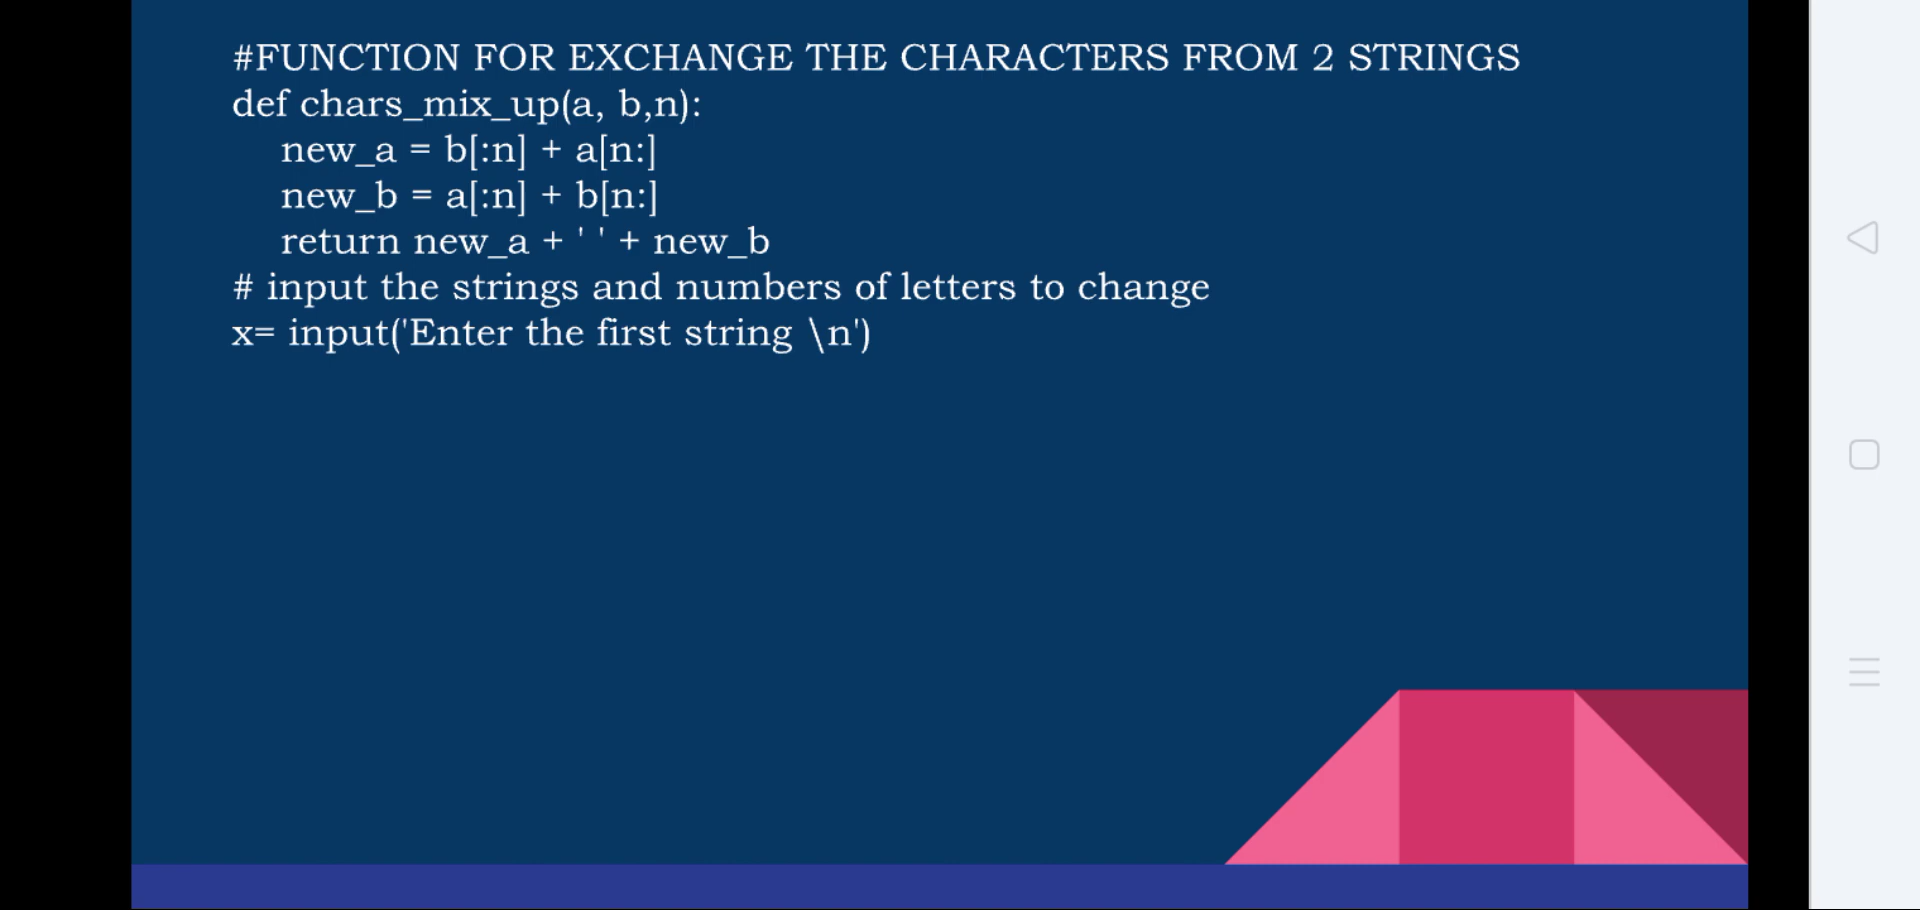 #FUNCTION FOR EXCHANGE THE CHARACTERS FROM 2 STRINGS
def chars_mix_up(a, b,n):
new_a = b[:n] + a[n:]
new_b = a[:n] + b[n:]
return new_a + ' ' + new_b
# input the strings and numbers of letters to change
x= input('Enter the first string \n')